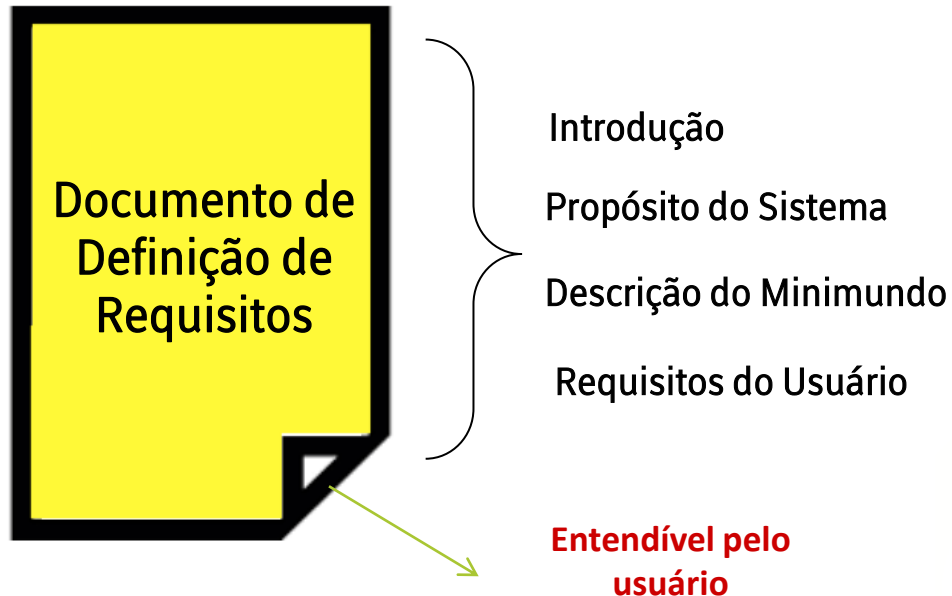 Documento de
Definição de
Requisitos
Introdução
Propósito do Sistema
Descrição do Minimundo
Requisitos do Usuário
Entendível pelo
usuário